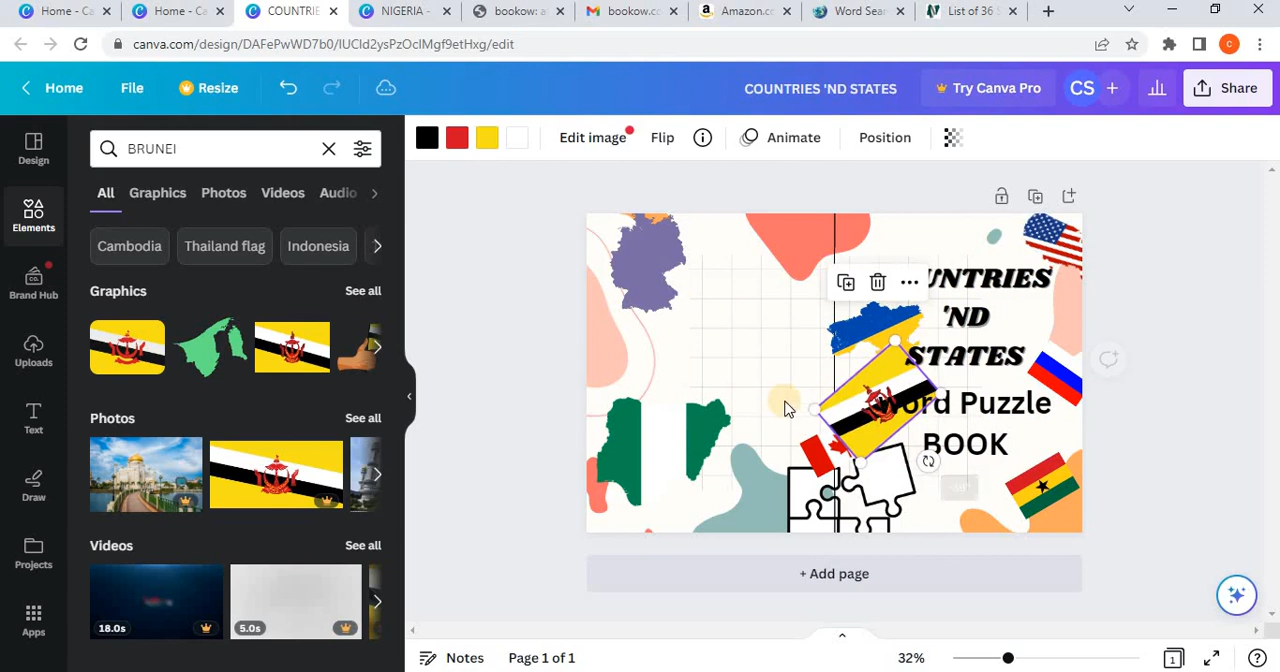 Home - Ca
Home - Ca
COUNTRIE
NIGERIA -
bookow: a
bookow.co
Amazon.c
Word Sear
List of 36 S
canva.com/design/DAFePwWD7b0/IUCId2ysPzOcIMgf9etHxg/edit
C
Home
File
Resize
COUNTRIES 'ND STATES
Try Canva Pro
CS
+
Share
Design
Elements
Brand Hub
CO.
Uploads
Text
Draw
Projects
Apps
BRUNEI
All
Graphics
Photos
Videos
Audio
Cambodia
Thailand flag
Indonesia
Graphics
See all
Photos
See all
Videos
See all
18.0s
5.0s
Edit image
Flip
Animate
Position
UNTRIES
'ND
STATES
Word Puzzle
BOOK
+ Add page
Notes
Page 1 of 1
32%
1